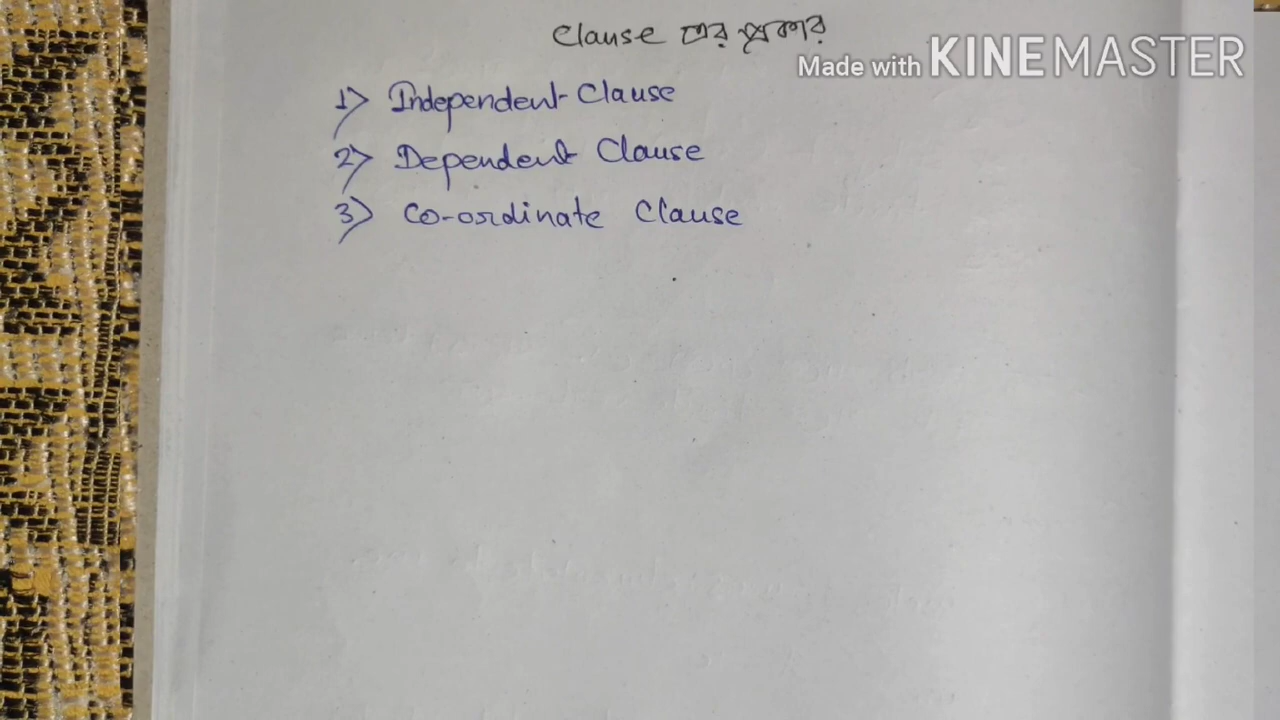 Clause এর প্রকার
Made with KINEMASTER
1) Independent Clause
2) Dependent Clause
3) Co-ordinate Clause